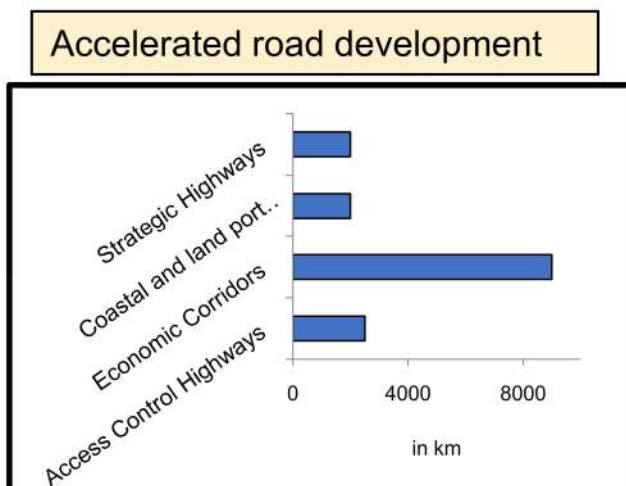 Accelerated road development
Strategic Highways
Coastal and land port..
Economic Corridors
Access Control Highways
0 4000 8000
in km